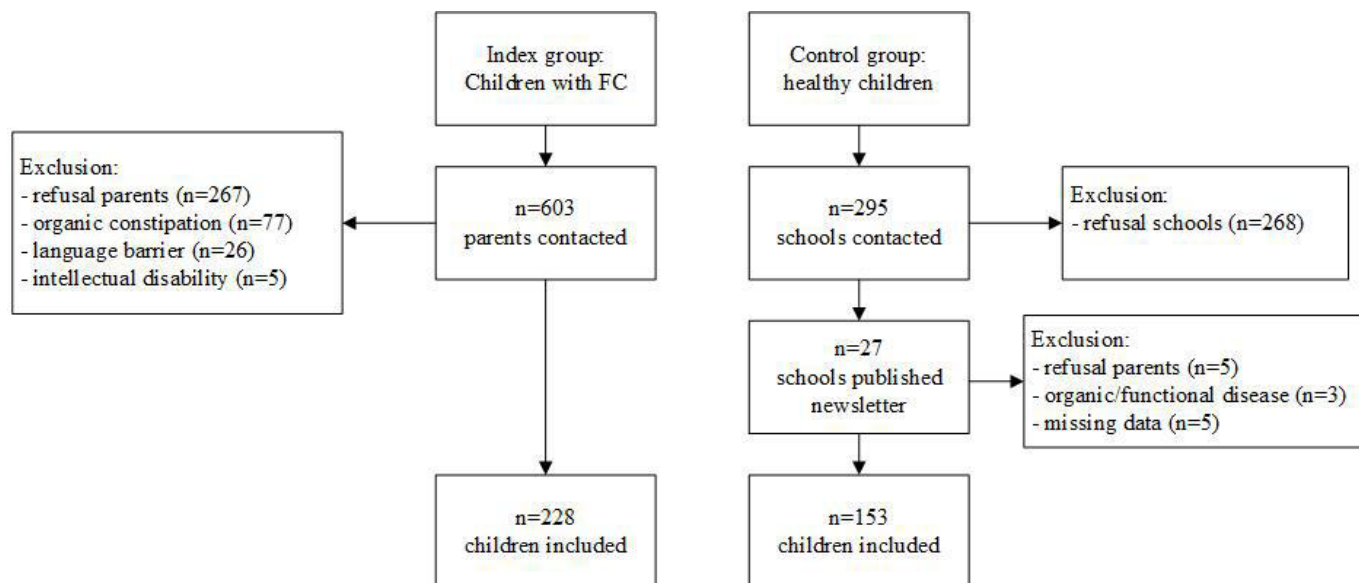 Index group:
Children with FC
Control group:
healthy children
Exclusion:
- refusal parents (n=267)
- organic constipation (n=77)
- language barrier (n=26)
- intellectual disability (n=5)
n=603
parents contacted
n=295
schools contacted
Exclusion:
- refusal schools (n=268)
n=27
schools published
newsletter
Exclusion:
- refusal parents (n=5)
- organic/functional disease (n=3)
- missing data (n=5)
n=228
children included
n=153
children included